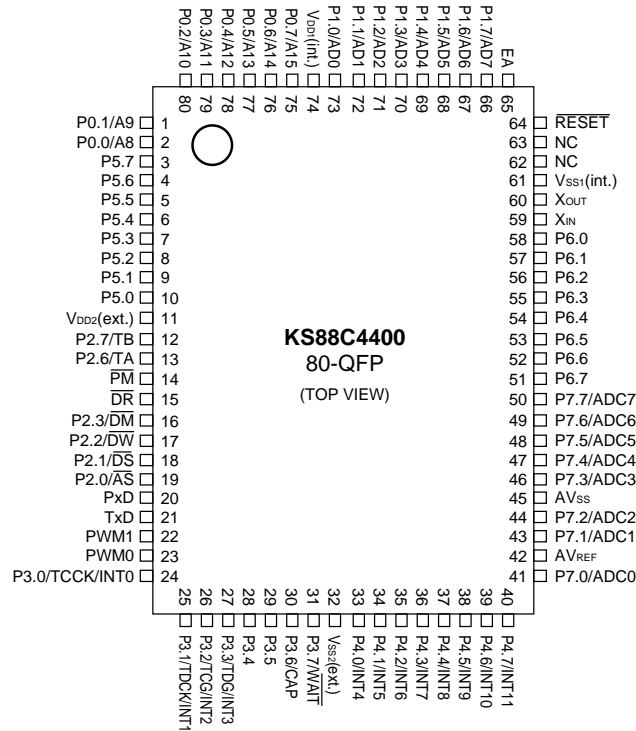 P0.2/A10
P0.3/A11
P0.4/A12
P0.5/A13
P0.6/A14
P0.7/A15
VDD1(int.)
P1.0/AD0
P1.1/AD1
P1.2/AD2
P1.3/AD3
P1.4/AD4
P1.5/AD5
P1.6/AD6
P1.7/AD7
EA
80
79
78
77
76
75
74
73
72
71
70
69
68
67
66
65
P0.1/A9 1
P0.0/A8 2
P5.7 3
P5.6 4
P5.5 5
P5.4 6
P5.3 7
P5.2 8
P5.1 9
P5.0 10
VDD2(ext.) 11
P2.7/TB 12
P2.6/TA 13
PM 14
DR 15
P2.3/DM 16
P2.2/DW 17
P2.1/DS 18
P2.0/AS 19
PxD 20
TxD 21
PWM1 22
PWM0 23
P3.0/TCCK/INT0 24
KS88C4400
80-QFP
(TOP VIEW)
64 RESET
63 NC
62 NC
61 VSS1(int.)
60 XOUT
59 XIN
58 P6.0
57 P6.1
56 P6.2
55 P6.3
54 P6.4
53 P6.5
52 P6.6
51 P6.7
50 P7.7/ADC7
49 P7.6/ADC6
48 P7.5/ADC5
47 P7.4/ADC4
46 P7.3/ADC3
45 AVSS
44 P7.2/ADC2
43 P7.1/ADC1
42 AVREF
41 P7.0/ADC0
25
26
27
28
29
30
31
32
33
34
35
36
37
38
39
40
P3.1/TDCK/INT1
P3.2/TCG/INT2
P3.3/TDG/INT3
P3.4
P3.5
P3.6/CAP
P3.7/WAIT
VSS2(ext.)
P4.0/INT4
P4.1/INT5
P4.2/INT6
P4.3/INT7
P4.4/INT8
P4.5/INT9
P4.6/INT10
P4.7/INT11